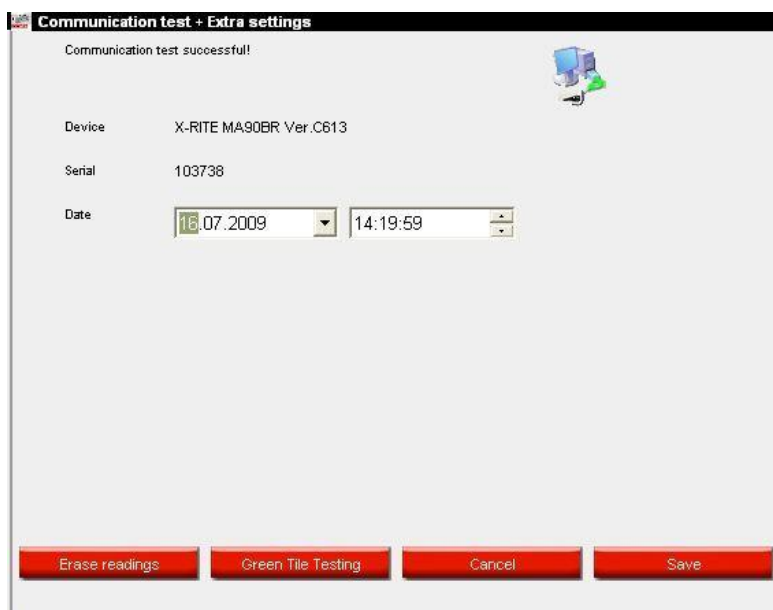 Communication test + Extra settings
Communication test successful!
Device X-RITE MA90BR Ver.C613
Serial 103738
Date 16.07.2009 14:19:59
Erase readings Green Tile Testing Cancel Save